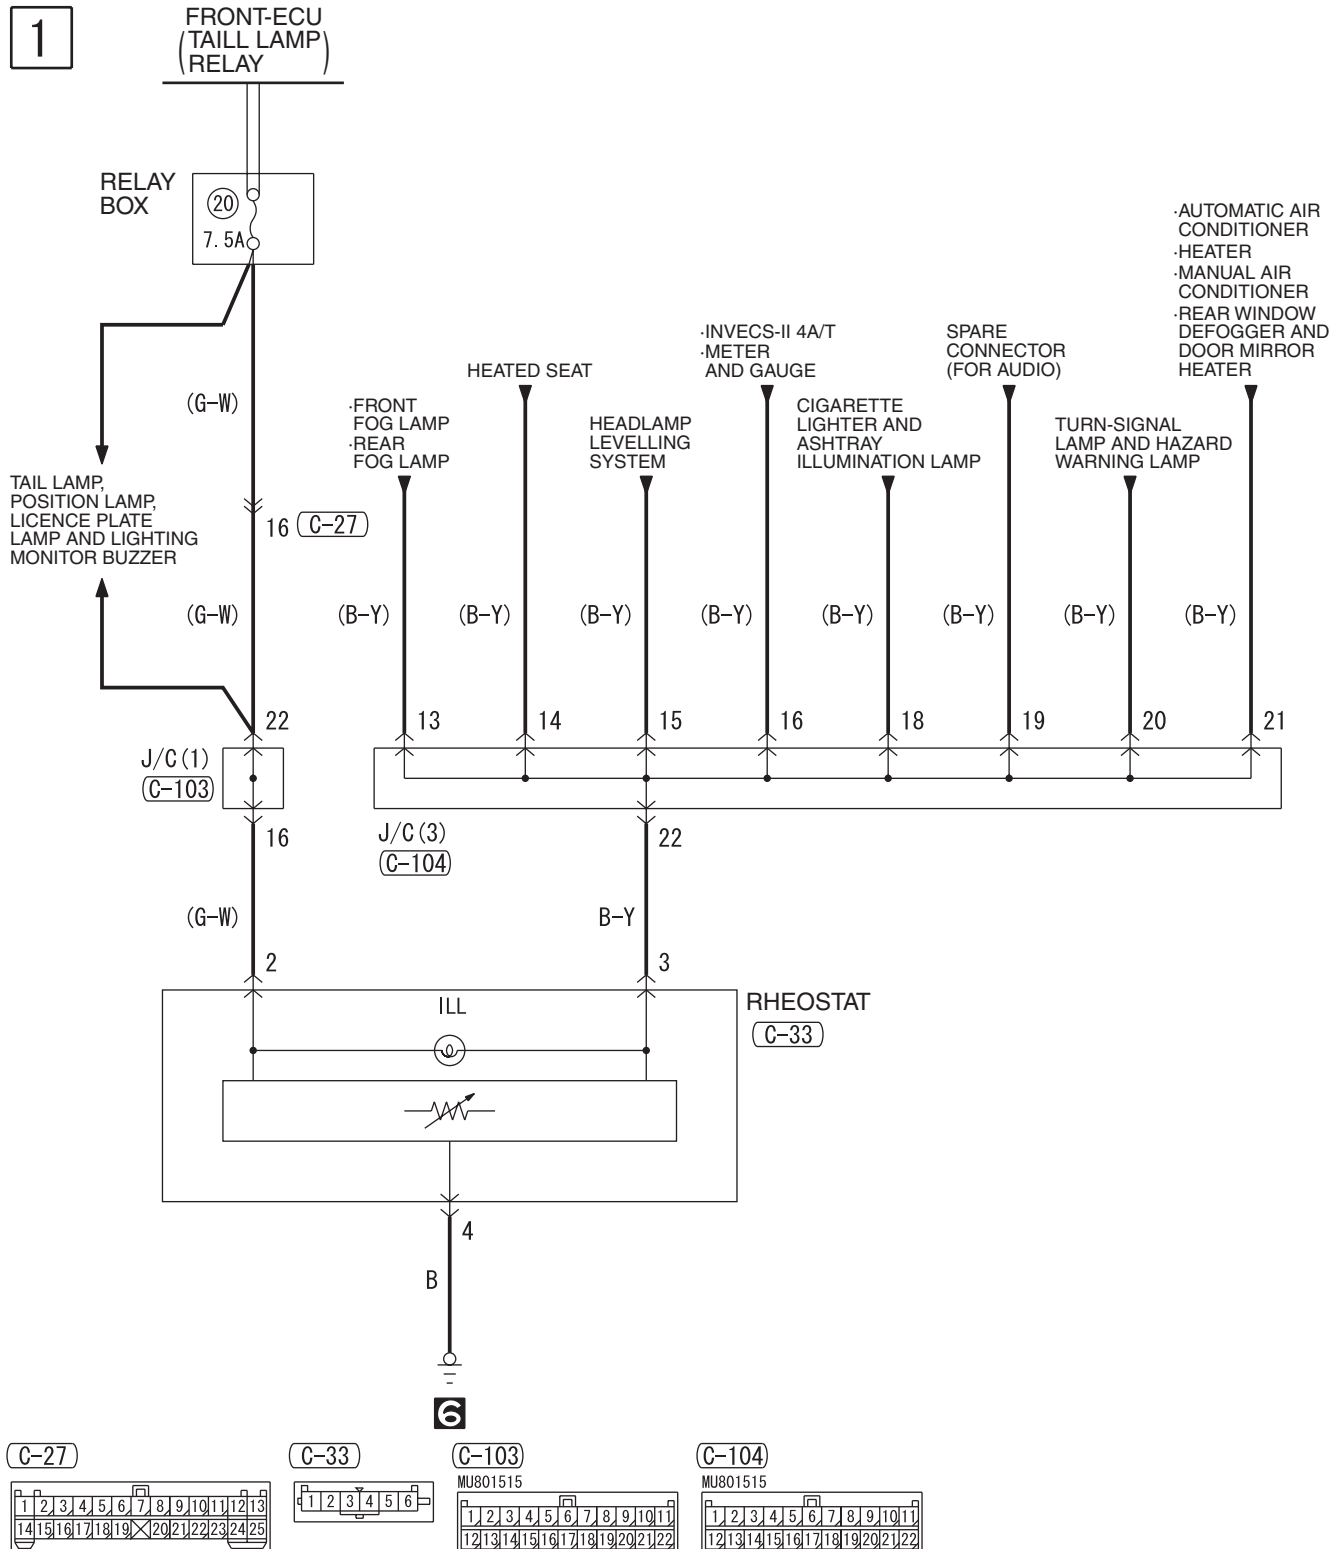 1
FRONT-ECU
(TAILL LAMP)
RELAY
RELAY
BOX
20
7.5A
(G-W)
TAIL LAMP,
POSITION LAMP,
LICENCE PLATE
LAMP AND LIGHTING
MONITOR BUZZER
16 C-27
(G-W)
·FRONT
FOG LAMP
·REAR
FOG LAMP
HEATED SEAT
HEADLAMP
LEVELLING
SYSTEM
·INVECS-II 4A/T
·METER
AND GAUGE
CIGARETTE
LIGHTER AND
ASHTRAY
ILLUMINATION LAMP
SPARE
CONNECTOR
(FOR AUDIO)
TURN-SIGNAL
LAMP AND HAZARD
WARNING LAMP
·AUTOMATIC AIR
CONDITIONER
·HEATER
·MANUAL AIR
CONDITIONER
·REAR WINDOW
DEFOGGER AND
DOOR MIRROR
HEATER
(B-Y) (B-Y) (B-Y) (B-Y) (B-Y) (B-Y) (B-Y) (B-Y)
22 13 14 15 16 18 19 20 21
J/C(1)
C-103
16
J/C(3)
C-104
22
(G-W) B-Y
2 3
ILL
RHEOSTAT
C-33
4
B
6
C-27
1 2 3 4 5 6 7 8 9 10 11 12 13
14 15 16 17 18 19 20 21 22 23 24 25
C-33
1 2 3 4 5 6
C-103
MU801515
1 2 3 4 5 6 7 8 9 10 11
12 13 14 15 16 17 18 19 20 21 22
C-104
MU801515
1 2 3 4 5 6 7 8 9 10 11
12 13 14 15 16 17 18 19 20 21 22